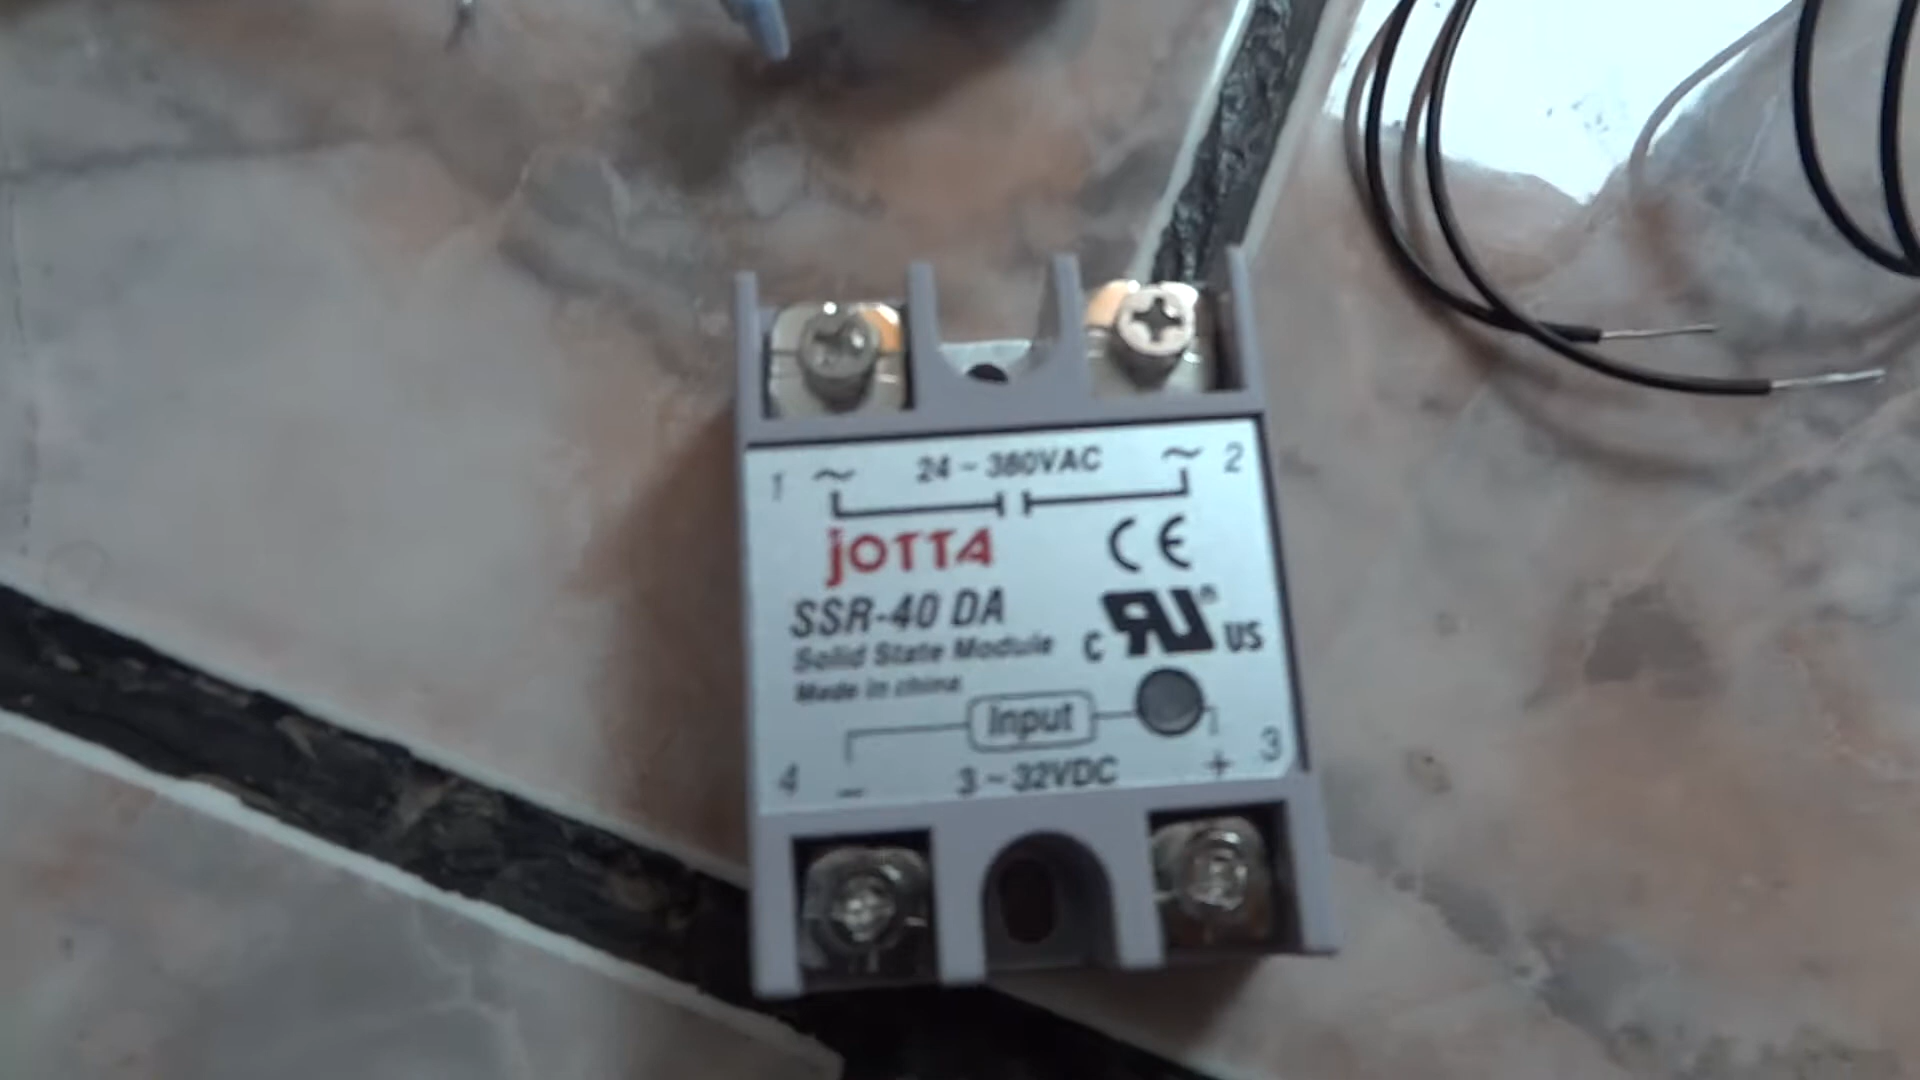 1 ~ 24~380VAC ~ 2
jOTTA CE
SSR-40 DA
Solid State Module
c RU® US
Made in china
Input
4 - 3~32VDC + 3